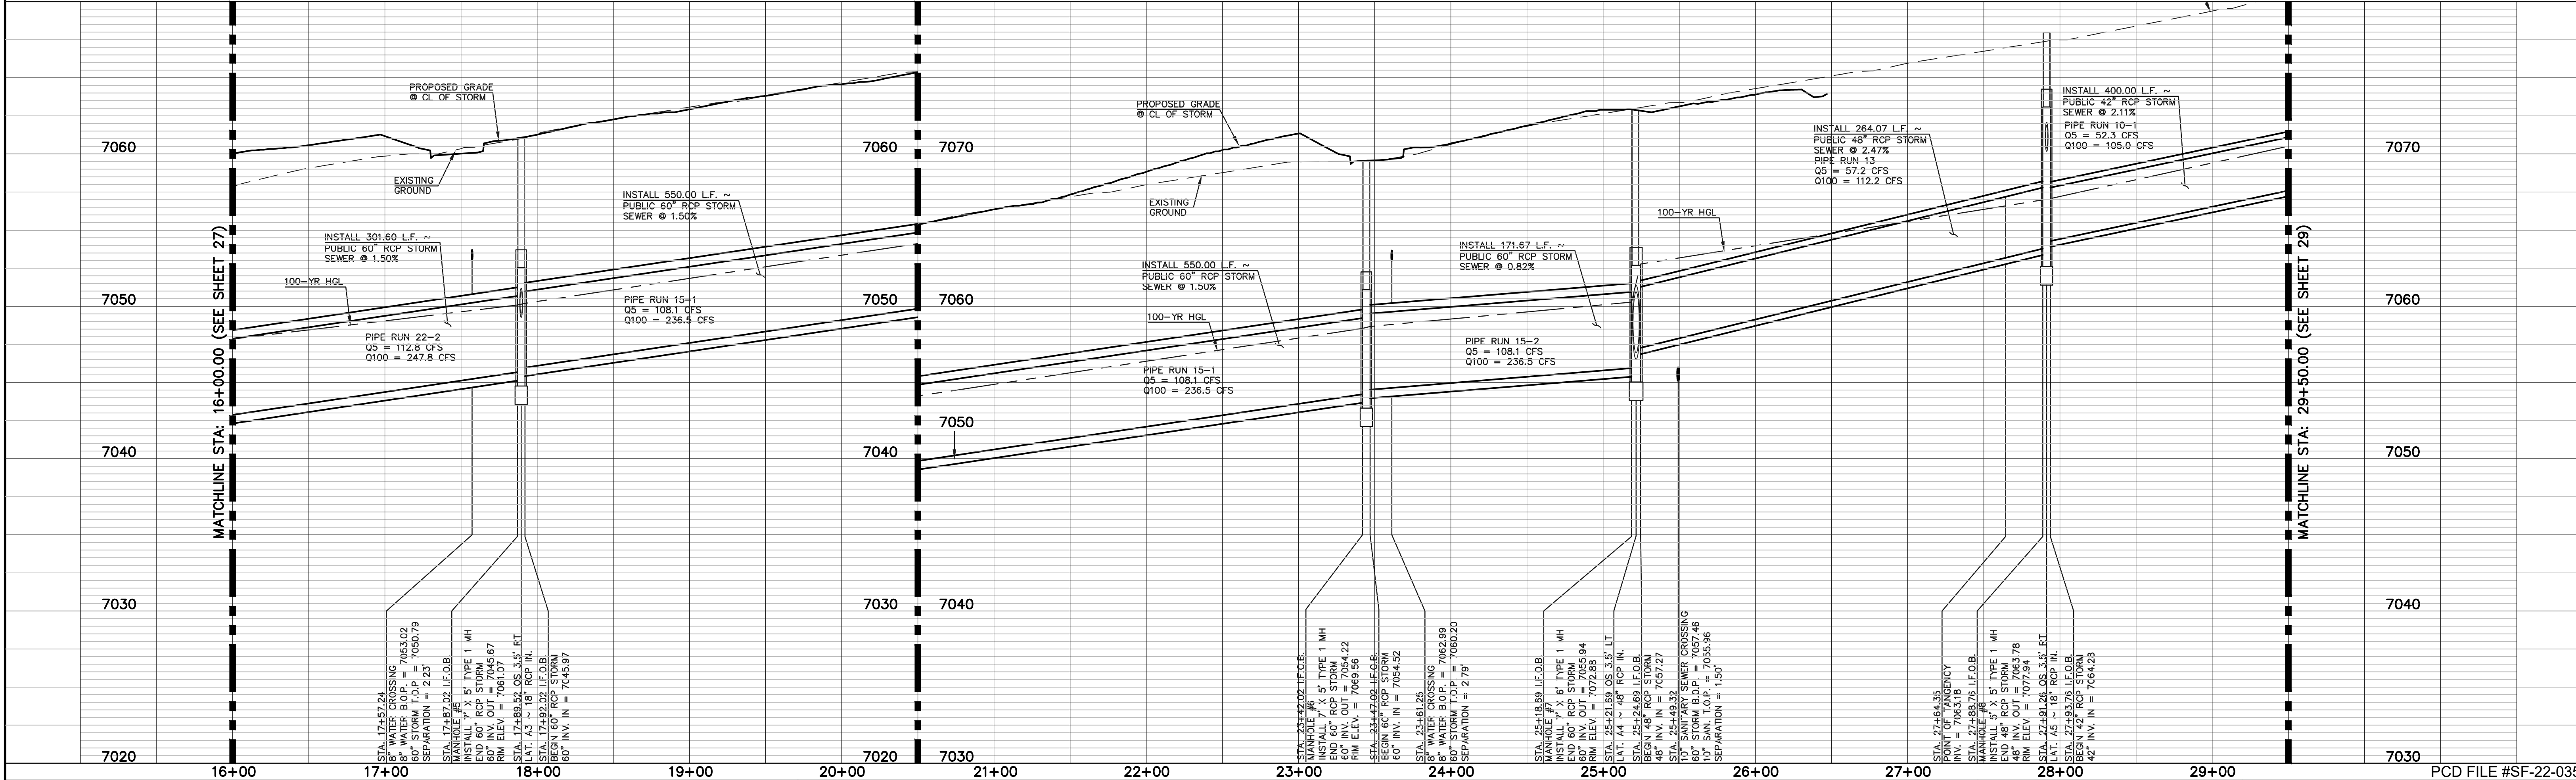 PROPOSED GRADE
@ CL OF STORM
EXISTING
GROUND
INSTALL 301.60 L.F. ~
PUBLIC 60" RCP STORM
SEWER @ 1.50%
100-YR HGL
PIPE RUN 22-2
Q5 = 112.8 CFS
Q100 = 247.8 CFS
INSTALL 550.00 L.F. ~
PUBLIC 60" RCP STORM
SEWER @ 1.50%
PIPE RUN 15-1
Q5 = 108.1 CFS
Q100 = 236.5 CFS
7060
7050
7040
7030
7020
MATCHLINE STA: 16+00.00 (SEE SHEET 27)
7060
7050
7040
7030
7020
7070
7060
7050
7040
7030
PROPOSED GRADE
@ CL OF STORM
EXISTING
GROUND
INSTALL 550.00 L.F. ~
PUBLIC 60" RCP STORM
SEWER @ 1.50%
100-YR HGL
PIPE RUN 15-1
Q5 = 108.1 CFS
Q100 = 236.5 CFS
INSTALL 171.67 L.F. ~
PUBLIC 60" RCP STORM
SEWER @ 0.82%
PIPE RUN 15-2
Q5 = 108.1 CFS
Q100 = 236.5 CFS
100-YR HGL
INSTALL 264.07 L.F. ~
PUBLIC 48" RCP STORM
SEWER @ 2.47%
PIPE RUN 13
Q5 = 57.2 CFS
Q100 = 112.2 CFS
INSTALL 400.00 L.F. ~
PUBLIC 42" RCP STORM
SEWER @ 2.11%
PIPE RUN 10-1
Q5 = 52.3 CFS
Q100 = 105.0 CFS
MATCHLINE STA: 29+50.00 (SEE SHEET 29)
7070
7060
7050
7040
7030
STA. 17+57.24
8" WATER CROSSING
8" WATER B.O.P. = 7053.02
60" STORM T.O.P. = 7050.79
SEPARATION = 2.23'
STA. 17+87.02 I.F.O.B.
MANHOLE #5
INSTALL 7' X 5' TYPE 1 MH
END 60" RCP STORM
60" INV. OUT = 7045.67
RIM ELEV. = 7061.07
STA. 17+89.52 OS 3.5' RT
LAT. A3 ~ 18" RCP IN.
STA. 17+92.02 I.F.O.B.
BEGIN 60" RCP STORM
60" INV. IN = 7045.97
STA. 23+42.02 I.F.O.B.
MANHOLE #6
INSTALL 7' X 5' TYPE 1 MH
END 60" RCP STORM
60" INV. OUT = 7054.22
RIM ELEV. = 7069.56
STA. 23+47.02 I.F.O.B.
BEGIN 60" RCP STORM
60" INV. IN = 7054.52
STA. 23+61.25
8" WATER CROSSING
8" WATER B.O.P. = 7062.99
60" STORM T.O.P. = 7060.20
SEPARATION = 2.79'
STA. 25+18.69 I.F.O.B.
MANHOLE #7
INSTALL 7' X 6' TYPE 1 MH
END 60" RCP STORM
60" INV. OUT = 7055.94
RIM ELEV. = 7072.88
STA. 25+21.69 OS 3.5' LT
LAT. A4 ~ 48" RCP IN.
STA. 25+24.69 I.F.O.B.
BEGIN 48" RCP STORM
48" INV. IN = 7057.27
STA. 25+49.32
10" SANITARY SEWER CROSSING
60" STORM B.O.P. = 7057.46
10" SAN. T.O.P. = 7055.96
SEPARATION = 1.50'
STA. 27+64.35
POINT OF TANGENCY
INV. = 7063.18
STA. 27+88.76 I.F.O.B.
MANHOLE #8
INSTALL 5' X 5' TYPE 1 MH
END 48" RCP STORM
48" INV. OUT = 7063.78
RIM ELEV. = 7077.94
STA. 27+91.26 OS 3.5' RT
LAT. A5 ~ 18" RCP IN.
STA. 27+93.76 I.F.O.B.
BEGIN 42" RCP STORM
42" INV. IN = 7064.28
16+00 17+00 18+00 19+00 20+00 22+00 23+00 24+00 25+00 26+00 27+00 28+00 29+00
PCD FILE #SF-22-035